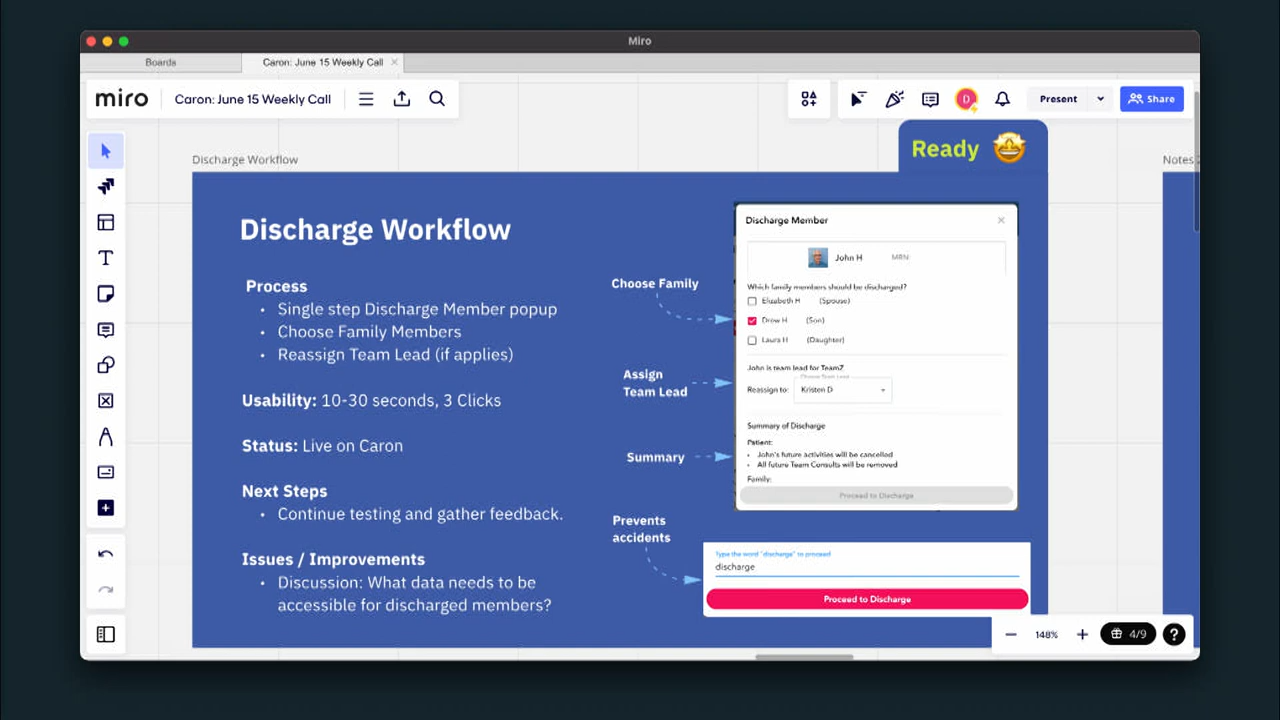 Miro
Boards
Caron: June 15 Weekly Call
miro
Caron: June 15 Weekly Call
D
Present
Share
Discharge Workflow
Ready
Notes
Discharge Workflow
Process
• Single step Discharge Member popup
• Choose Family Members
• Reassign Team Lead (if applies)
Usability: 10-30 seconds, 3 Clicks
Status: Live on Caron
Next Steps
• Continue testing and gather feedback.
Issues / Improvements
• Discussion: What data needs to be
accessible for discharged members?
Choose Family
Assign
Team Lead
Summary
Prevents
accidents
Discharge Member
John H MRN
Which family members should be discharged?
Elizabeth H (Spouse)
Drew H (Son)
Laura H (Daughter)
John is team lead for Team7
Choose Team Lead
Reassign to: Kristen D
Summary of Discharge
Patient:
• John's future activities will be cancelled
• All future Team Consults will be removed
Family:
Proceed to Discharge
Type the word "discharge" to proceed
discharge
Proceed to Discharge
148%
4/9
?